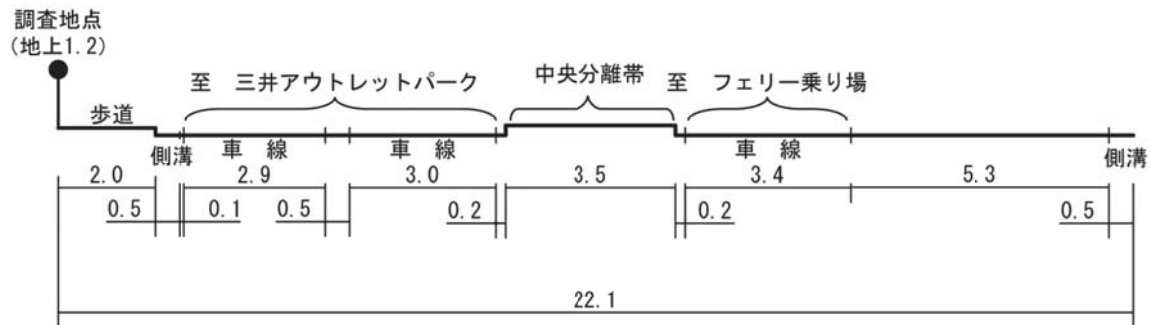 調査地点
(地上1.2)
至 三井アウトレットパーク
中央分離帯
至 フェリー乗り場
歩道
側溝
車 線
車 線
車 線
側溝
2.0
2.9
3.0
3.5
3.4
5.3
0.5
0.1
0.5
0.2
0.2
0.5
22.1